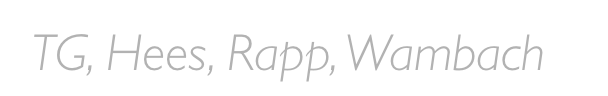 TG, Hees, Rapp, Wambach